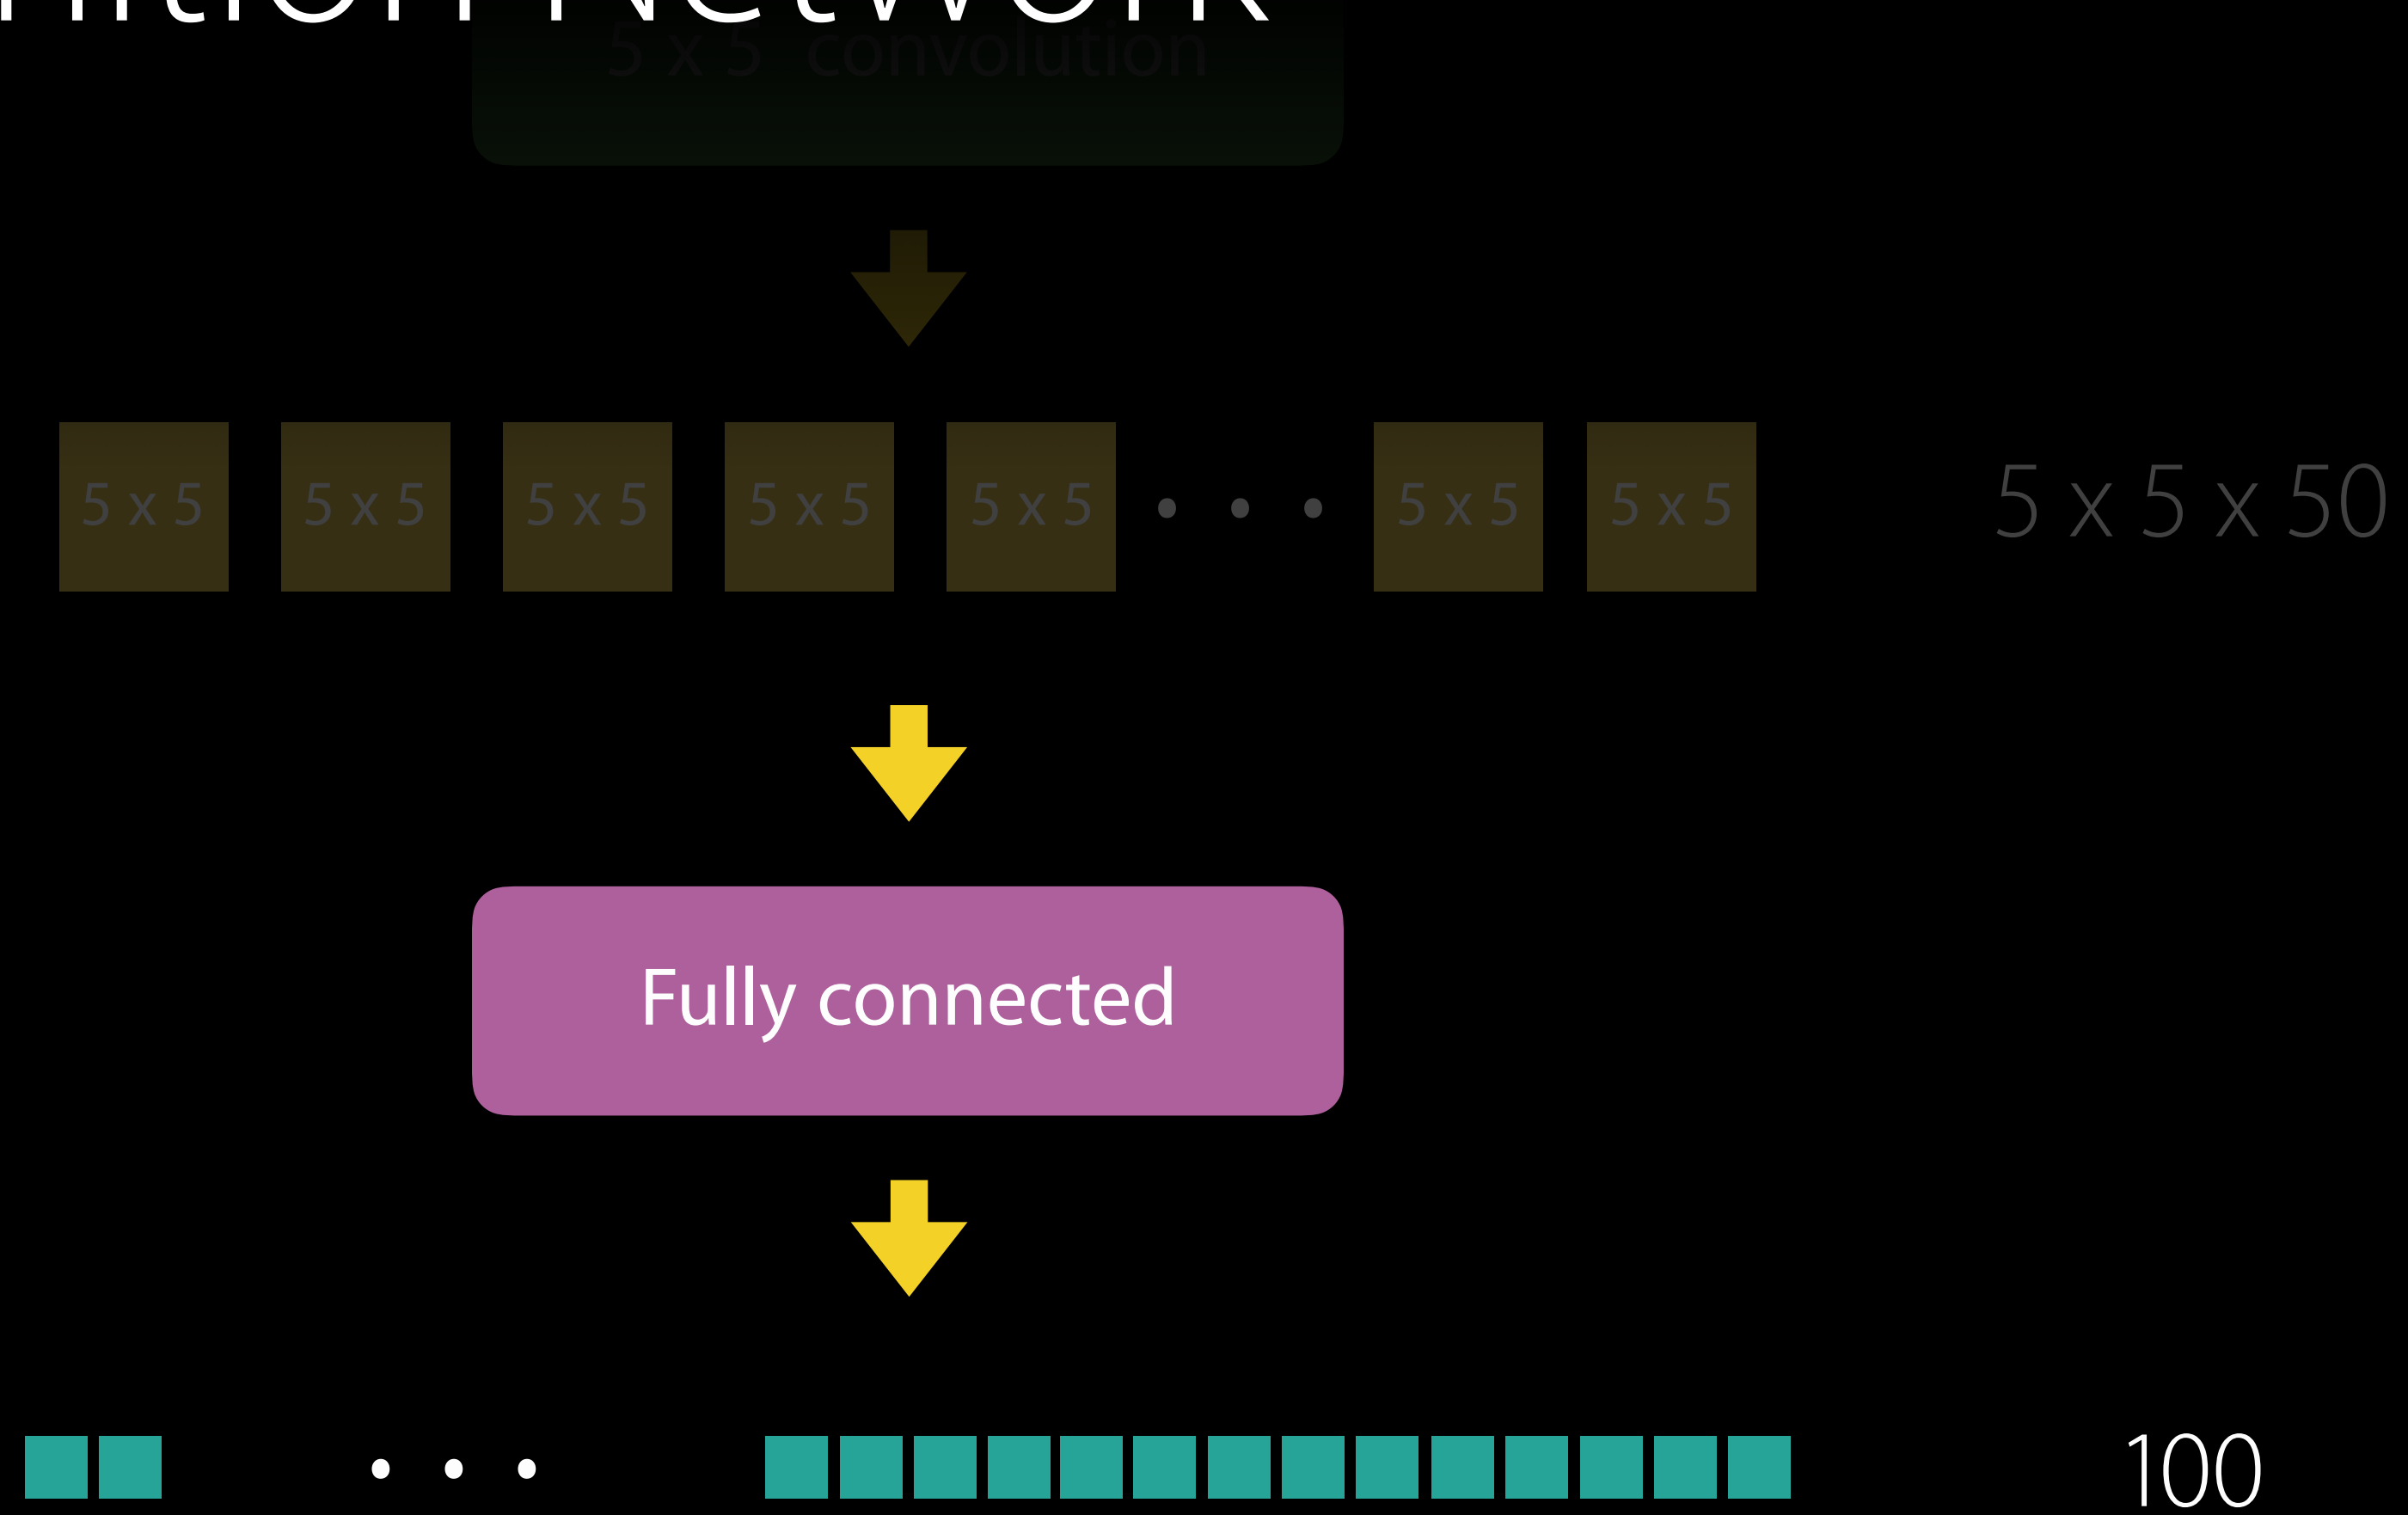 Network
5 x 5 convolution
5 x 5 5 x 5 5 x 5 5 x 5 5 x 5 • • • 5 x 5 5 x 5 5 x 5 x 50
Fully connected
• • • 100